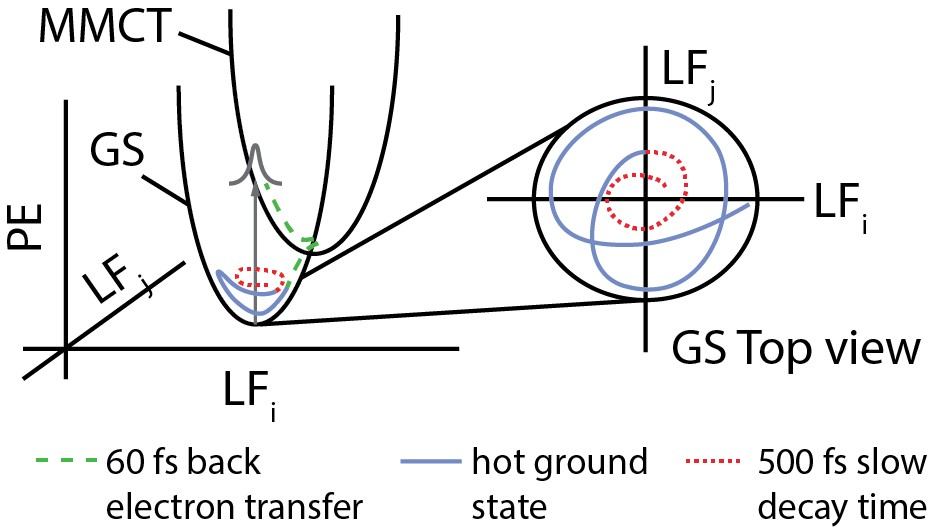 MMCT
GS
PE
LFj
LFi
LFj
LFi
GS Top view
60 fs back
electron transfer
hot ground
state
500 fs slow
decay time